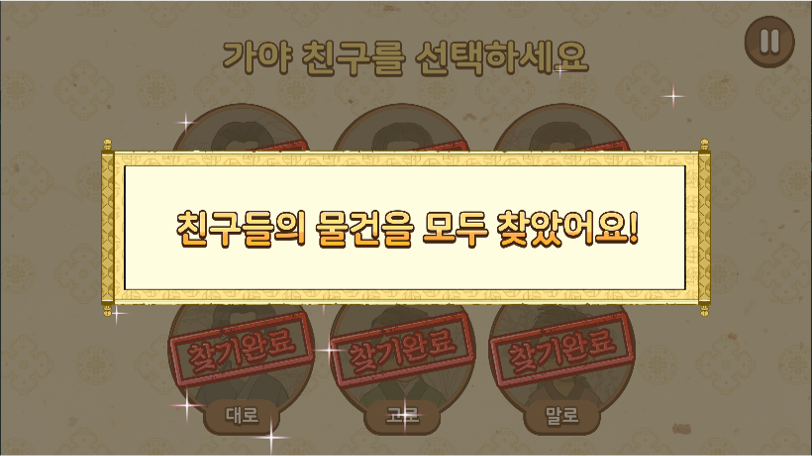 가야 친구를 선택하세요
친구들의 물건을 모두 찾았어요!
찾기완료
찾기완료
찾기완료
대로
고로
말로